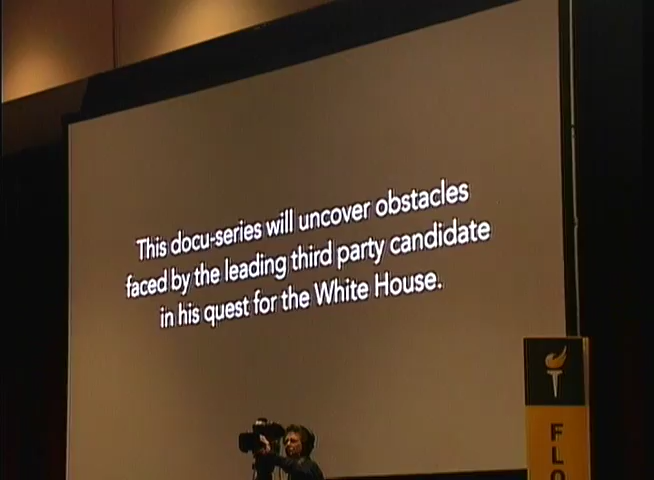 This docu-series will uncover obstacles
faced by the leading third party candidate
in his quest for the White House.
F
L
O